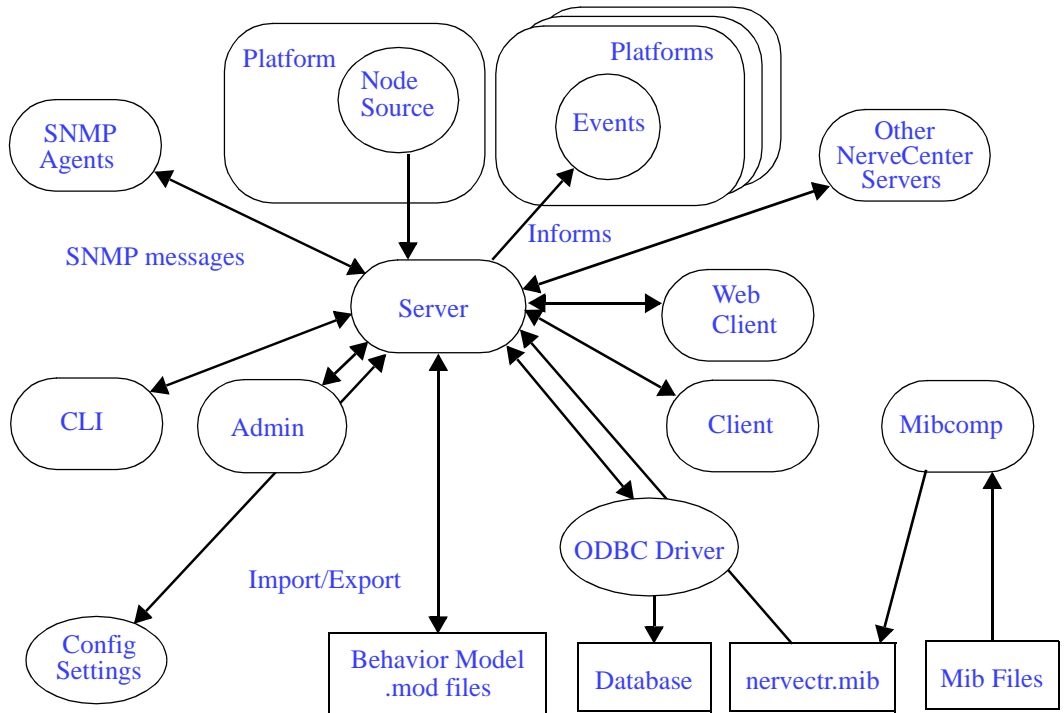 Platform
Node
Source
Platforms
Events
SNMP
Agents
Other
NerveCenter
Servers
SNMP messages
Informs
Server
Web
Client
CLI
Admin
Client
Mibcomp
ODBC Driver
Import/Export
Config
Settings
Behavior Model
.mod files
Database
nervectr.mib
Mib Files